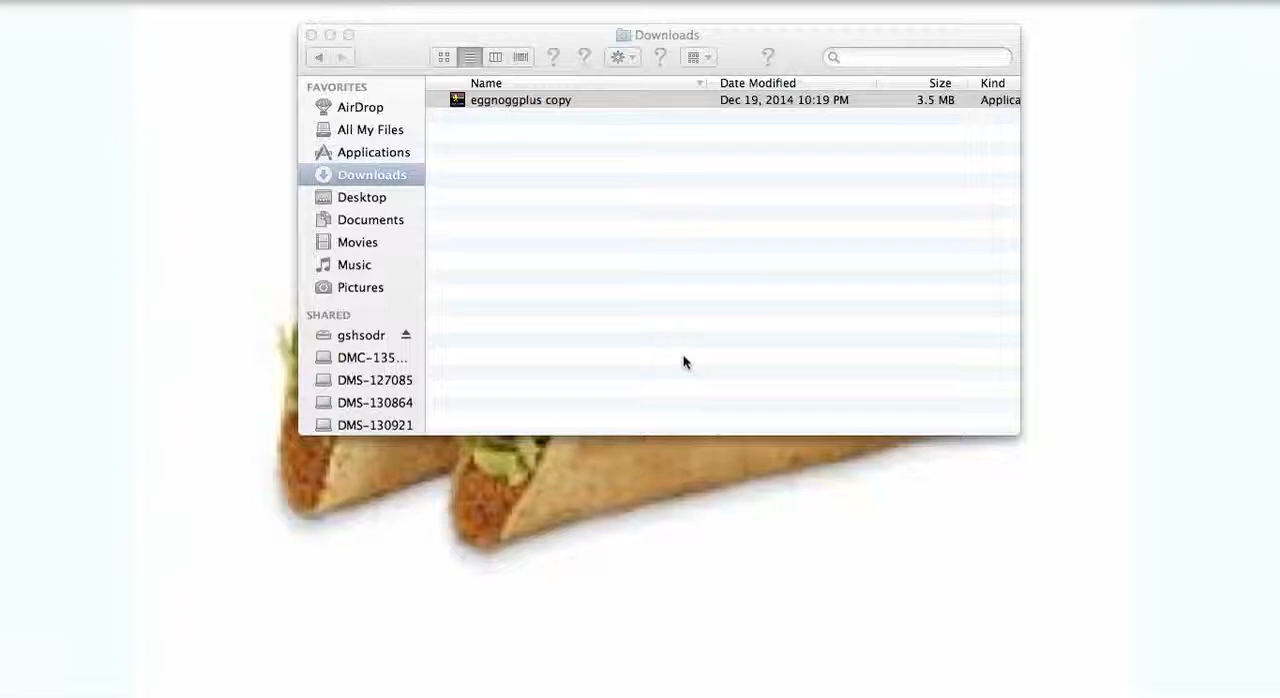 Downloads
FAVORITES
AirDrop
All My Files
Applications
Downloads
Desktop
Documents
Movies
Music
Pictures
SHARED
gshsodr
DMC-135...
DMS-127085
DMS-130864
DMS-130921
Name Date Modified Size Kind
eggnoggplus copy Dec 19, 2014 10:19 PM 3.5 MB Applica